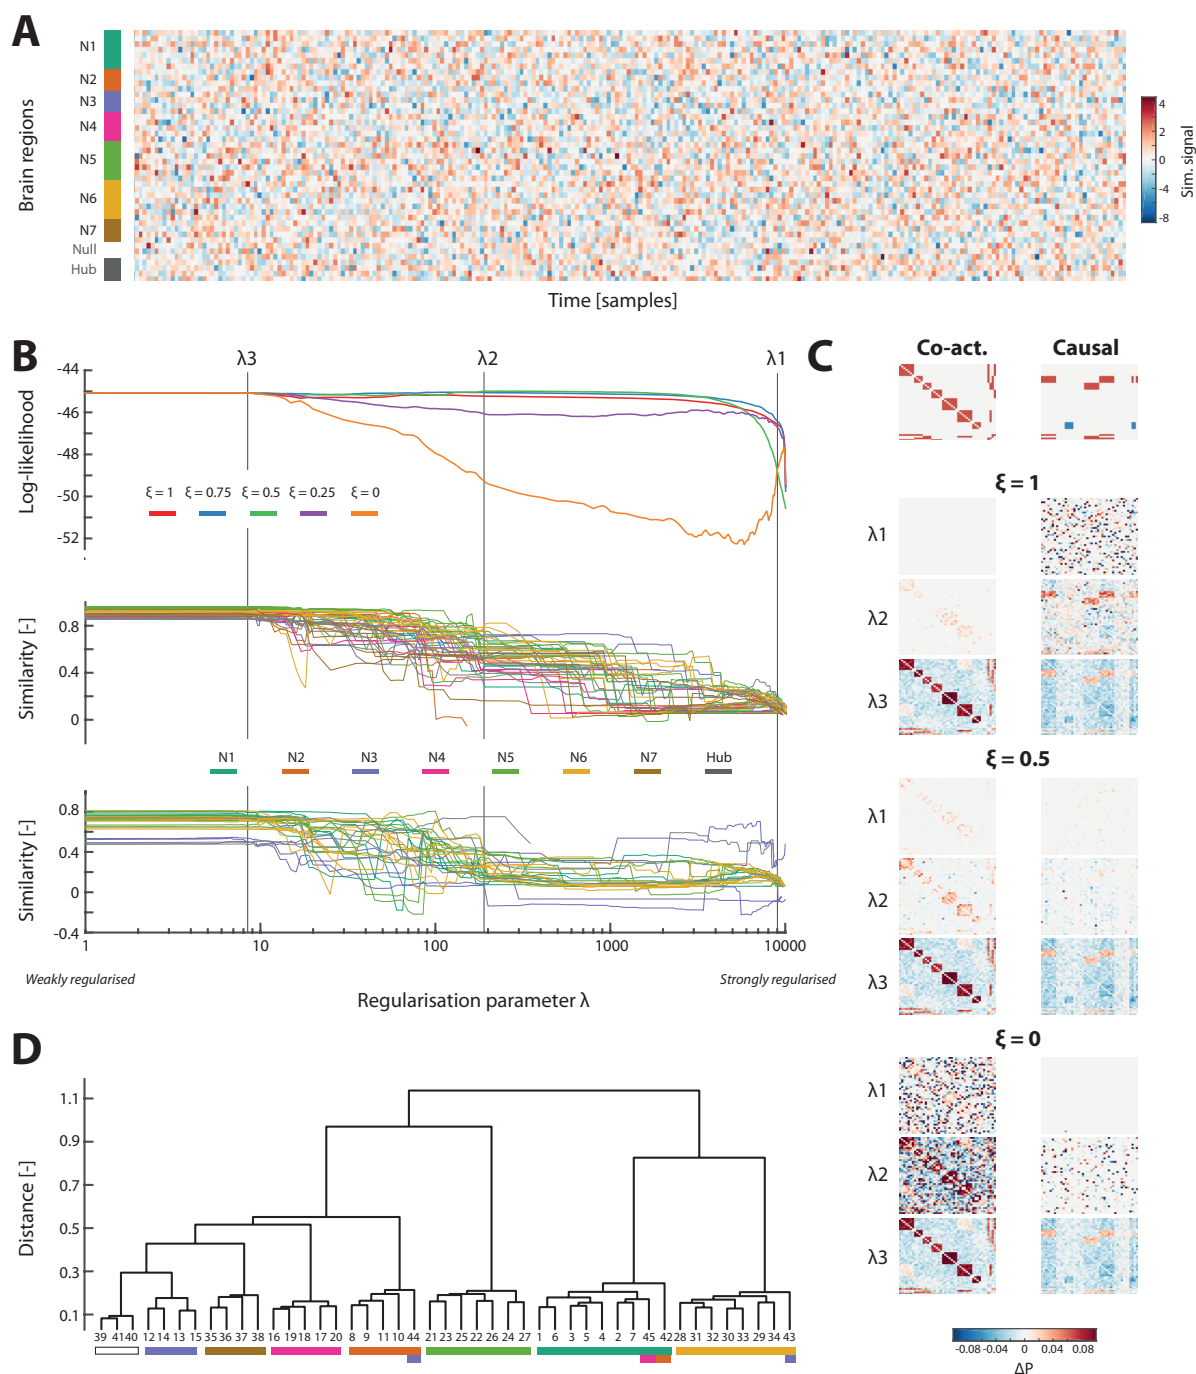 A
Brain regions
N1
N2
N3
N4
N5
N6
N7
Null
Hub
Time [samples]
4
2
0
-4
-8
Sim. signal
B
λ3
λ2
λ1
Log-likelihood
-44
-46
-48
-50
-52
ξ = 1
ξ = 0.75
ξ = 0.5
ξ = 0.25
ξ = 0
Similarity [-]
0.8
0.4
0
N1
N2
N3
N4
N5
N6
N7
Hub
Similarity [-]
0.8
0.4
0
-0.4
1
10
100
1000
10000
Weakly regularised
Strongly regularised
Regularisation parameter λ
C
Co-act.
Causal
ξ = 1
λ1
λ2
λ3
ξ = 0.5
λ1
λ2
λ3
ξ = 0
λ1
λ2
λ3
-0.08 -0.04 0 0.04 0.08
ΔP
D
Distance [-]
1.1
0.9
0.7
0.5
0.3
0.1
39 41 40 12 14 13 15 35 36 37 38 16 19 18 17 20 8 9 11 10 44 21 23 25 22 26 24 27 1 6 3 5 4 2 7 45 42 28 31 32 30 33 29 34 43